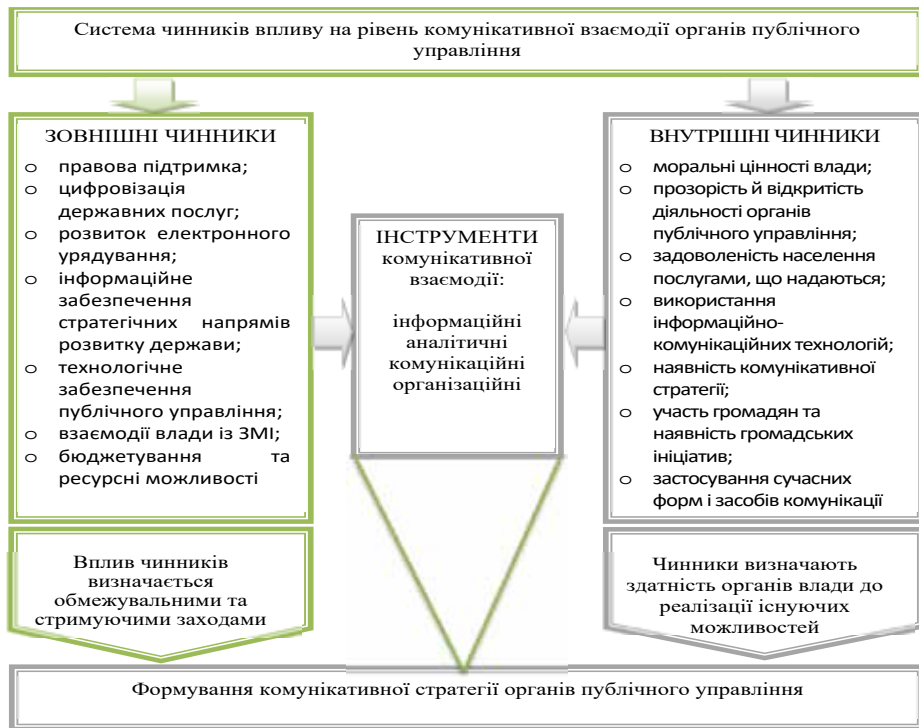 Система чинників впливу на рівень комунікативної взаємодії органів публічного
управління
ЗОВНІШНІ ЧИННИКИ
o правова підтримка;
o цифровізація
державних послуг;
o розвиток електронного
урядування;
o інформаційне
забезпечення
стратегічних напрямів
розвитку держави;
o технологічне
забезпечення
публічного управління;
o взаємодії влади із ЗМІ;
o бюджетування та
ресурсні можливості
Вплив чинників
визначається
обмежувальними та
стримуючими заходами
ІНСТРУМЕНТИ
комунікативної
взаємодії:
інформаційні
аналітичні
комунікаційні
організаційні
ВНУТРІШНІ ЧИННИКИ
o моральні цінності влади;
o прозорість й відкритість
діяльності органів
публічного управління;
o задоволеність населення
послугами, що надаються;
o використання
інформаційно-
комунікаційних технологій;
o наявність комунікативної
стратегії;
o участь громадян та
наявність громадських
ініціатив;
o застосування сучасних
форм і засобів комунікації
Чинники визначають
здатність органів влади до
реалізації існуючих
можливостей
Формування комунікативної стратегії органів публічного управління